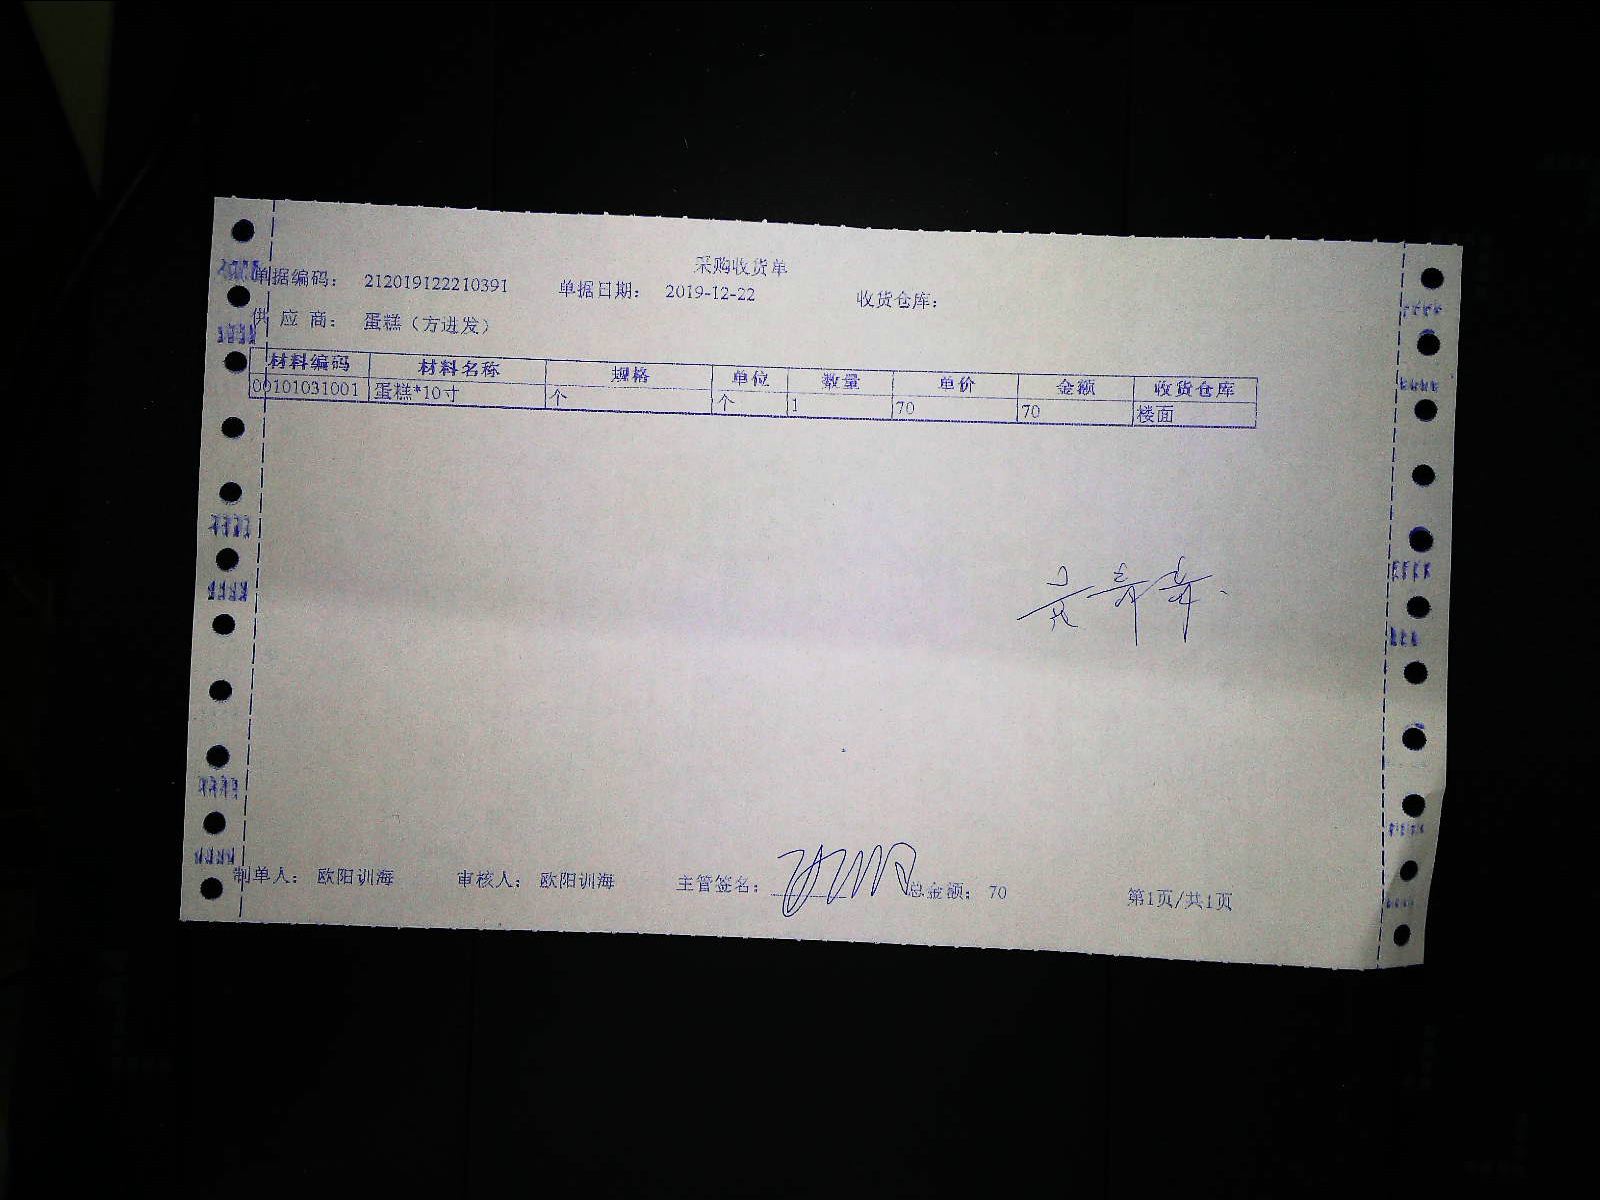 采购收货单
单据编码： 212019122210391 单据日期： 2019-12-22 收货仓库：
供 应 商： 蛋糕（方进发）
材料编码 材料名称 规格 单位 数量 单价 金额 收货仓库
00101031001 蛋糕*10寸 个 个 1 70 70 楼面
制单人： 欧阳训海 审核人： 欧阳训海 主管签名： 总金额： 70 第1页/共1页